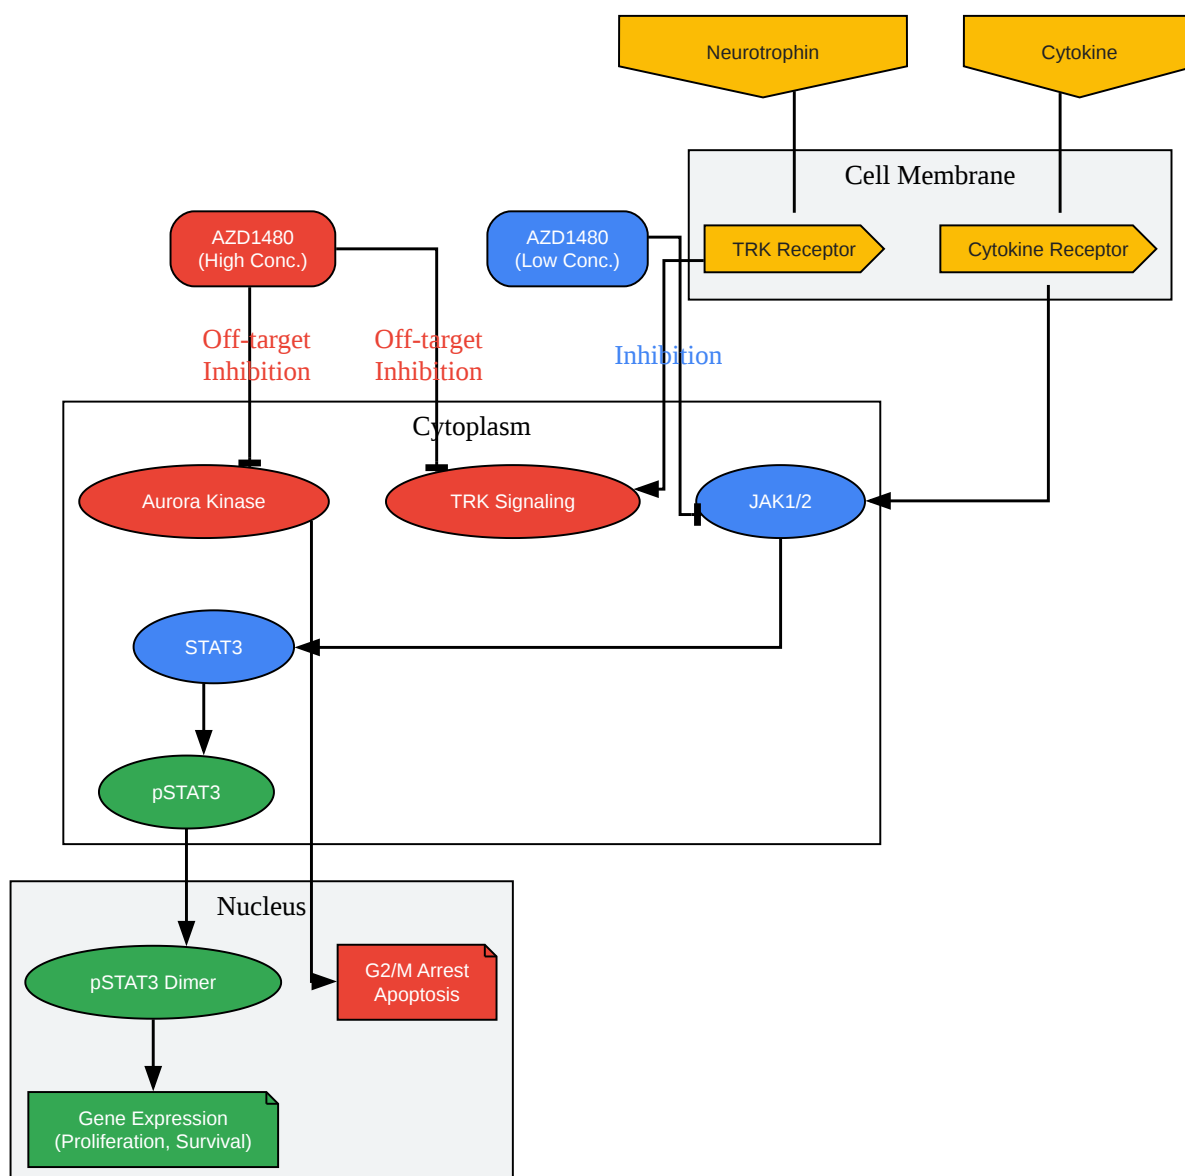 Neurotrophin
Cytokine
Cell Membrane
AZD1480
(High Conc.)
AZD1480
(Low Conc.)
TRK Receptor
Cytokine Receptor
Off-target
Inhibition
Off-target
Inhibition
Inhibition
Cytoplasm
Aurora Kinase
TRK Signaling
JAK1/2
STAT3
pSTAT3
Nucleus
pSTAT3 Dimer
G2/M Arrest
Apoptosis
Gene Expression
(Proliferation, Survival)